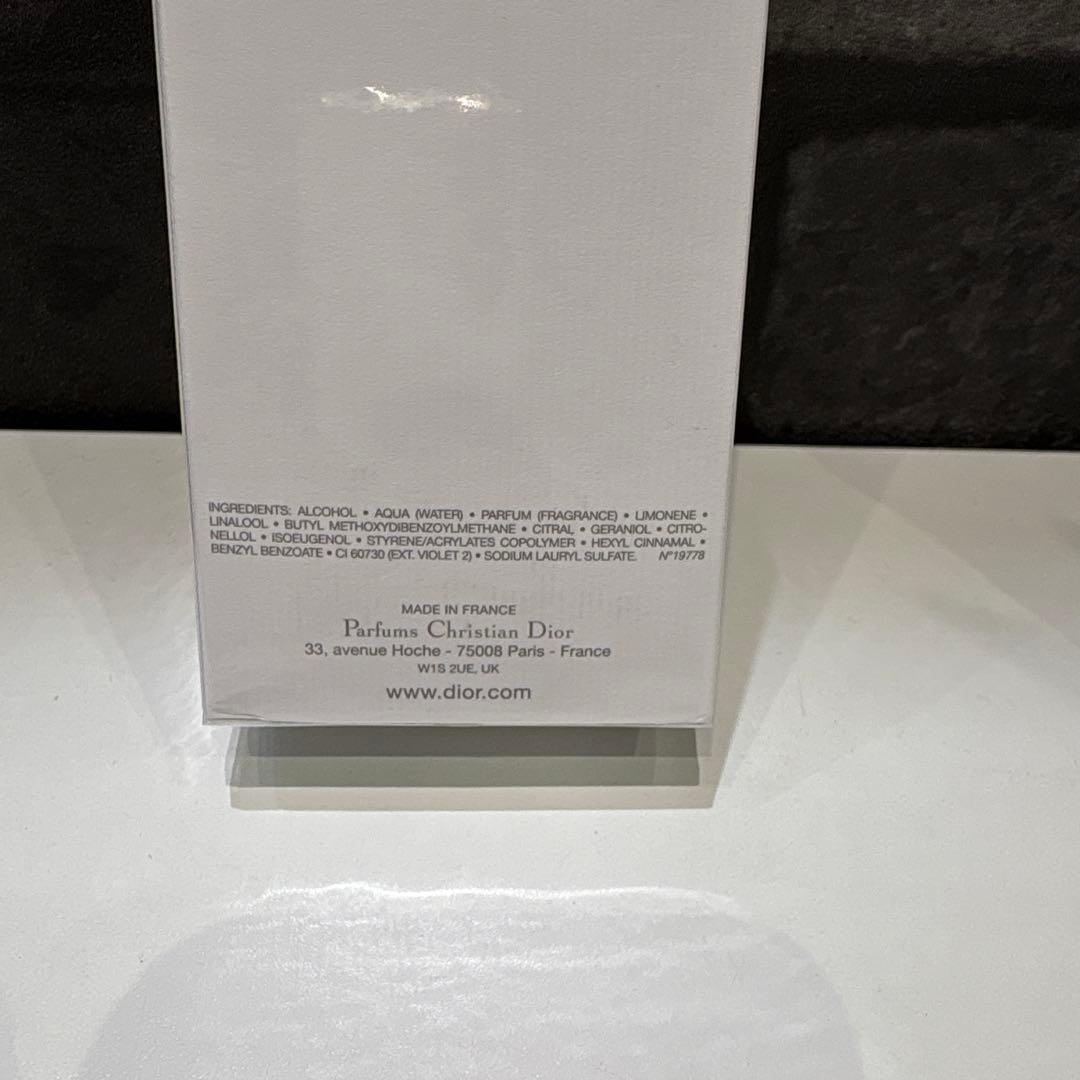 INGREDIENTS: ALCOHOL • AQUA (WATER) • PARFUM (FRAGRANCE) • LIMONENE •
LINALOOL • BUTYL METHOXYDIBENZOYLMETHANE • CITRAL • GERANIOL • CITRO-
NELLOL • ISOEUGENOL • STYRENE/ACRYLATES COPOLYMER • HEXYL CINNAMAL •
BENZYL BENZOATE • CI 60730 (EXT. VIOLET 2) • SODIUM LAURYL SULFATE. N°19778
MADE IN FRANCE
Parfums Christian Dior
33, avenue Hoche - 75008 Paris - France
W1S 2UE, UK
www.dior.com